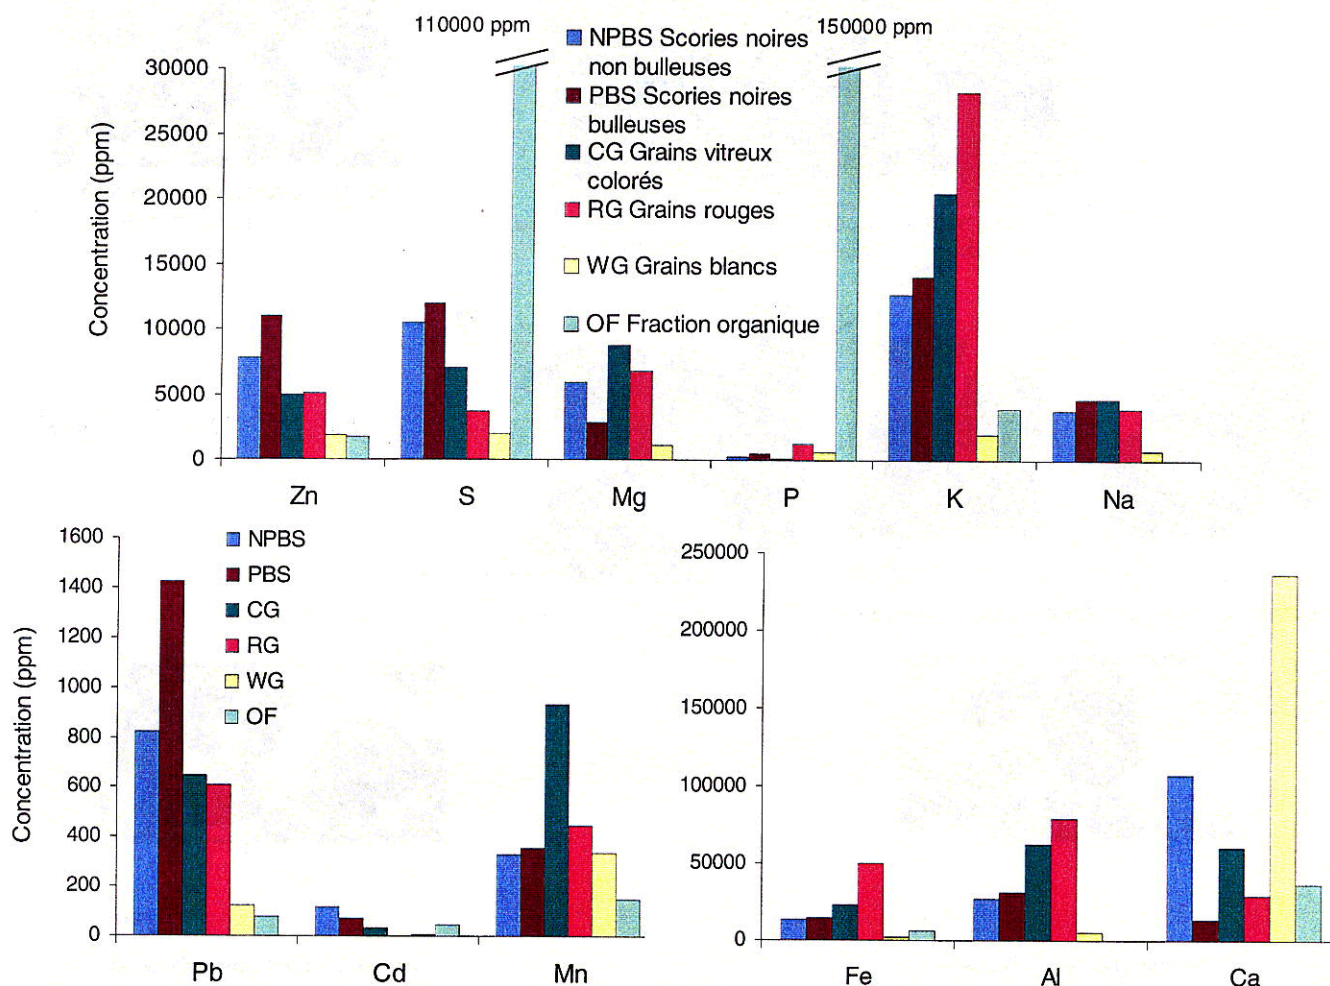 110000 ppm
150000 ppm
NPBS Scories noires
non bulleuses
PBS Scories noires
bulleuses
CG Grains vitreux
colorés
RG Grains rouges
WG Grains blancs
OF Fraction organique
Concentration (ppm)
30000
25000
20000
15000
10000
5000
0
Zn S Mg P K Na
Concentration (ppm)
1600
1400
1200
1000
800
600
400
200
0
NPBS
PBS
CG
RG
WG
OF
Pb Cd Mn
250000
200000
150000
100000
50000
0
Fe Al Ca